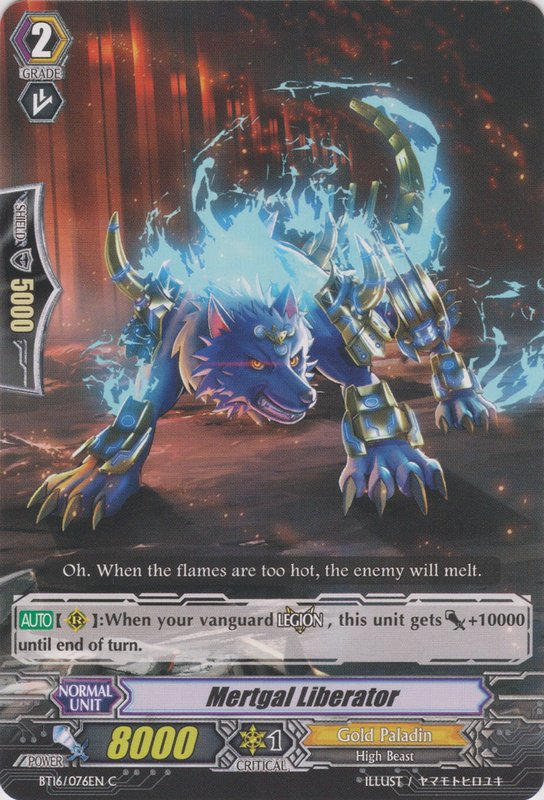 2
GRADE
SHIELD
5000
Oh. When the flames are too hot, the enemy will melt.
AUTO【 R 】:When your vanguard LEGION , this unit gets +10000
until end of turn.
NORMAL
UNIT
Mertgal Liberator
POWER
8000
1
CRITICAL
Gold Paladin
High Beast
BT16/076EN C
ILLUST / ヤマモトヒロユキ